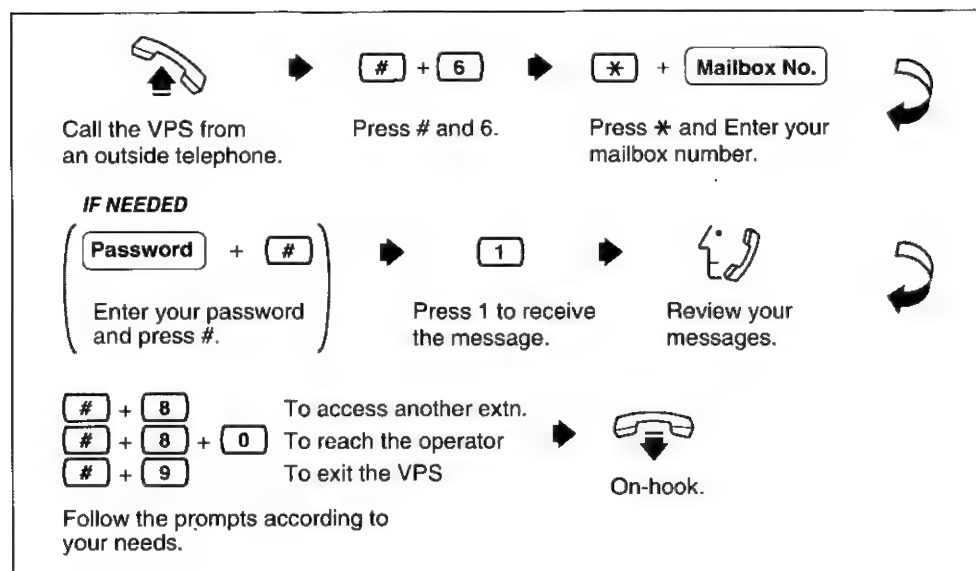 # + 6
* + Mailbox No.
Call the VPS from
an outside telephone.
Press # and 6.
Press * and Enter your
mailbox number.
IF NEEDED
Password + #
Enter your password
and press #.
1
Press 1 to receive
the message.
Review your
messages.
# + 8 To access another extn.
# + 8 + 0 To reach the operator
# + 9 To exit the VPS
On-hook.
Follow the prompts according to
your needs.